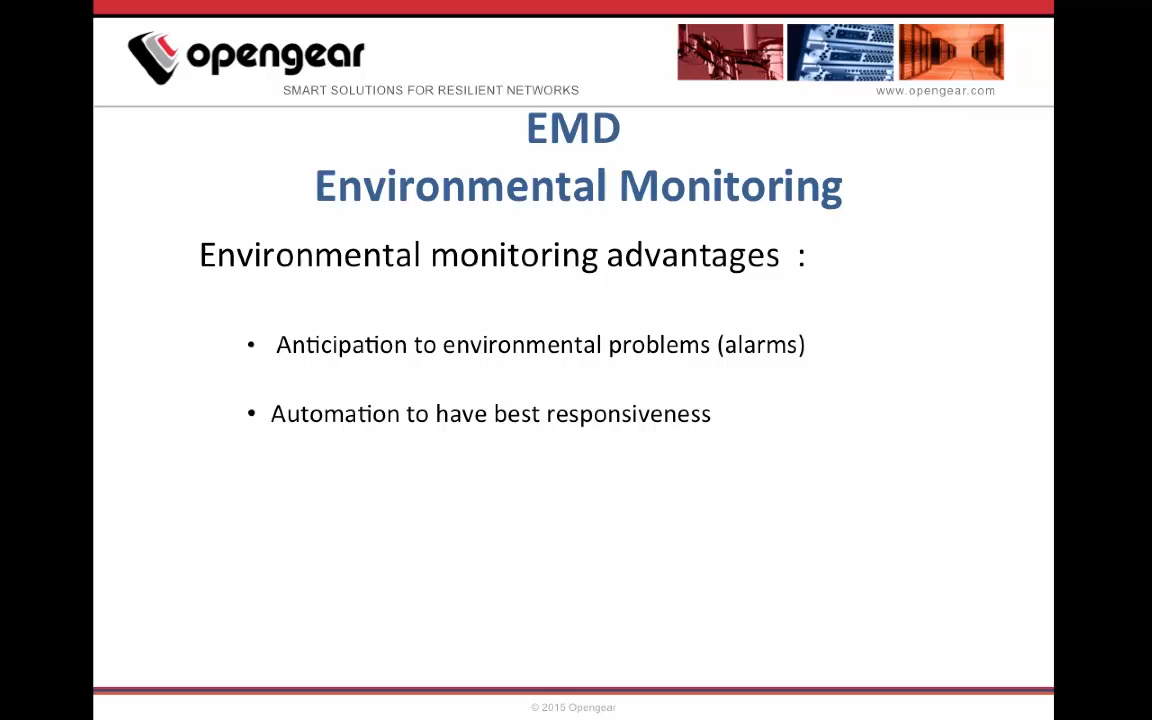 opengear
SMART SOLUTIONS FOR RESILIENT NETWORKS
www.opengear.com
EMD
Environmental Monitoring
Environmental monitoring advantages :
• Anticipation to environmental problems (alarms)
• Automation to have best responsiveness
© 2015 Opengear